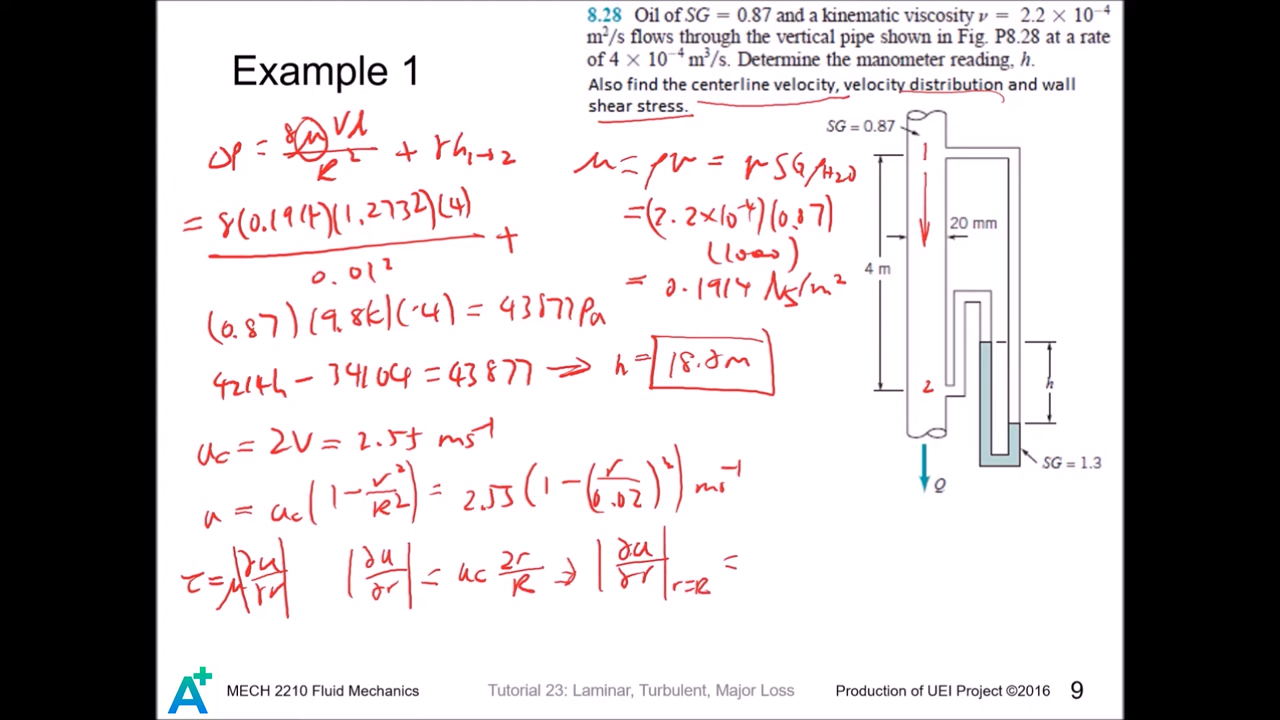 8.28 Oil of SG = 0.87 and a kinematic viscosity ν = 2.2 × 10⁻⁴
m²/s flows through the vertical pipe shown in Fig. P8.28 at a rate
of 4 × 10⁻⁴ m³/s. Determine the manometer reading, h.
Also find the centerline velocity, velocity distribution and wall
shear stress.
Example 1
ΔP = 8μVl/R² + γh₁→₂
= 8(0.1914)(1.2732)(4)/0.01² +
(0.87)(9.8k)(-4) = 43877Pa
4214h - 34104 = 43877 => h = 18.5m
u_c = 2V = 2.55 ms⁻¹
u = u_c(1 - r²/R²) = 2.55(1 - (r/0.02)²) ms⁻¹
τ = μ|∂u/∂r| |∂u/∂r| = u_c 2r/R => |∂u/∂r|r=R =
μ = ρν = ν SG ρH2O
= (2.2×10⁻⁴)(0.87)
(1000)
= 0.1914 Ns/m²
SG = 0.87
1
20 mm
4 m
2
h
SG = 1.3
Q
A+
MECH 2210 Fluid Mechanics
Tutorial 23: Laminar, Turbulent, Major Loss
Production of UEI Project ©2016
9